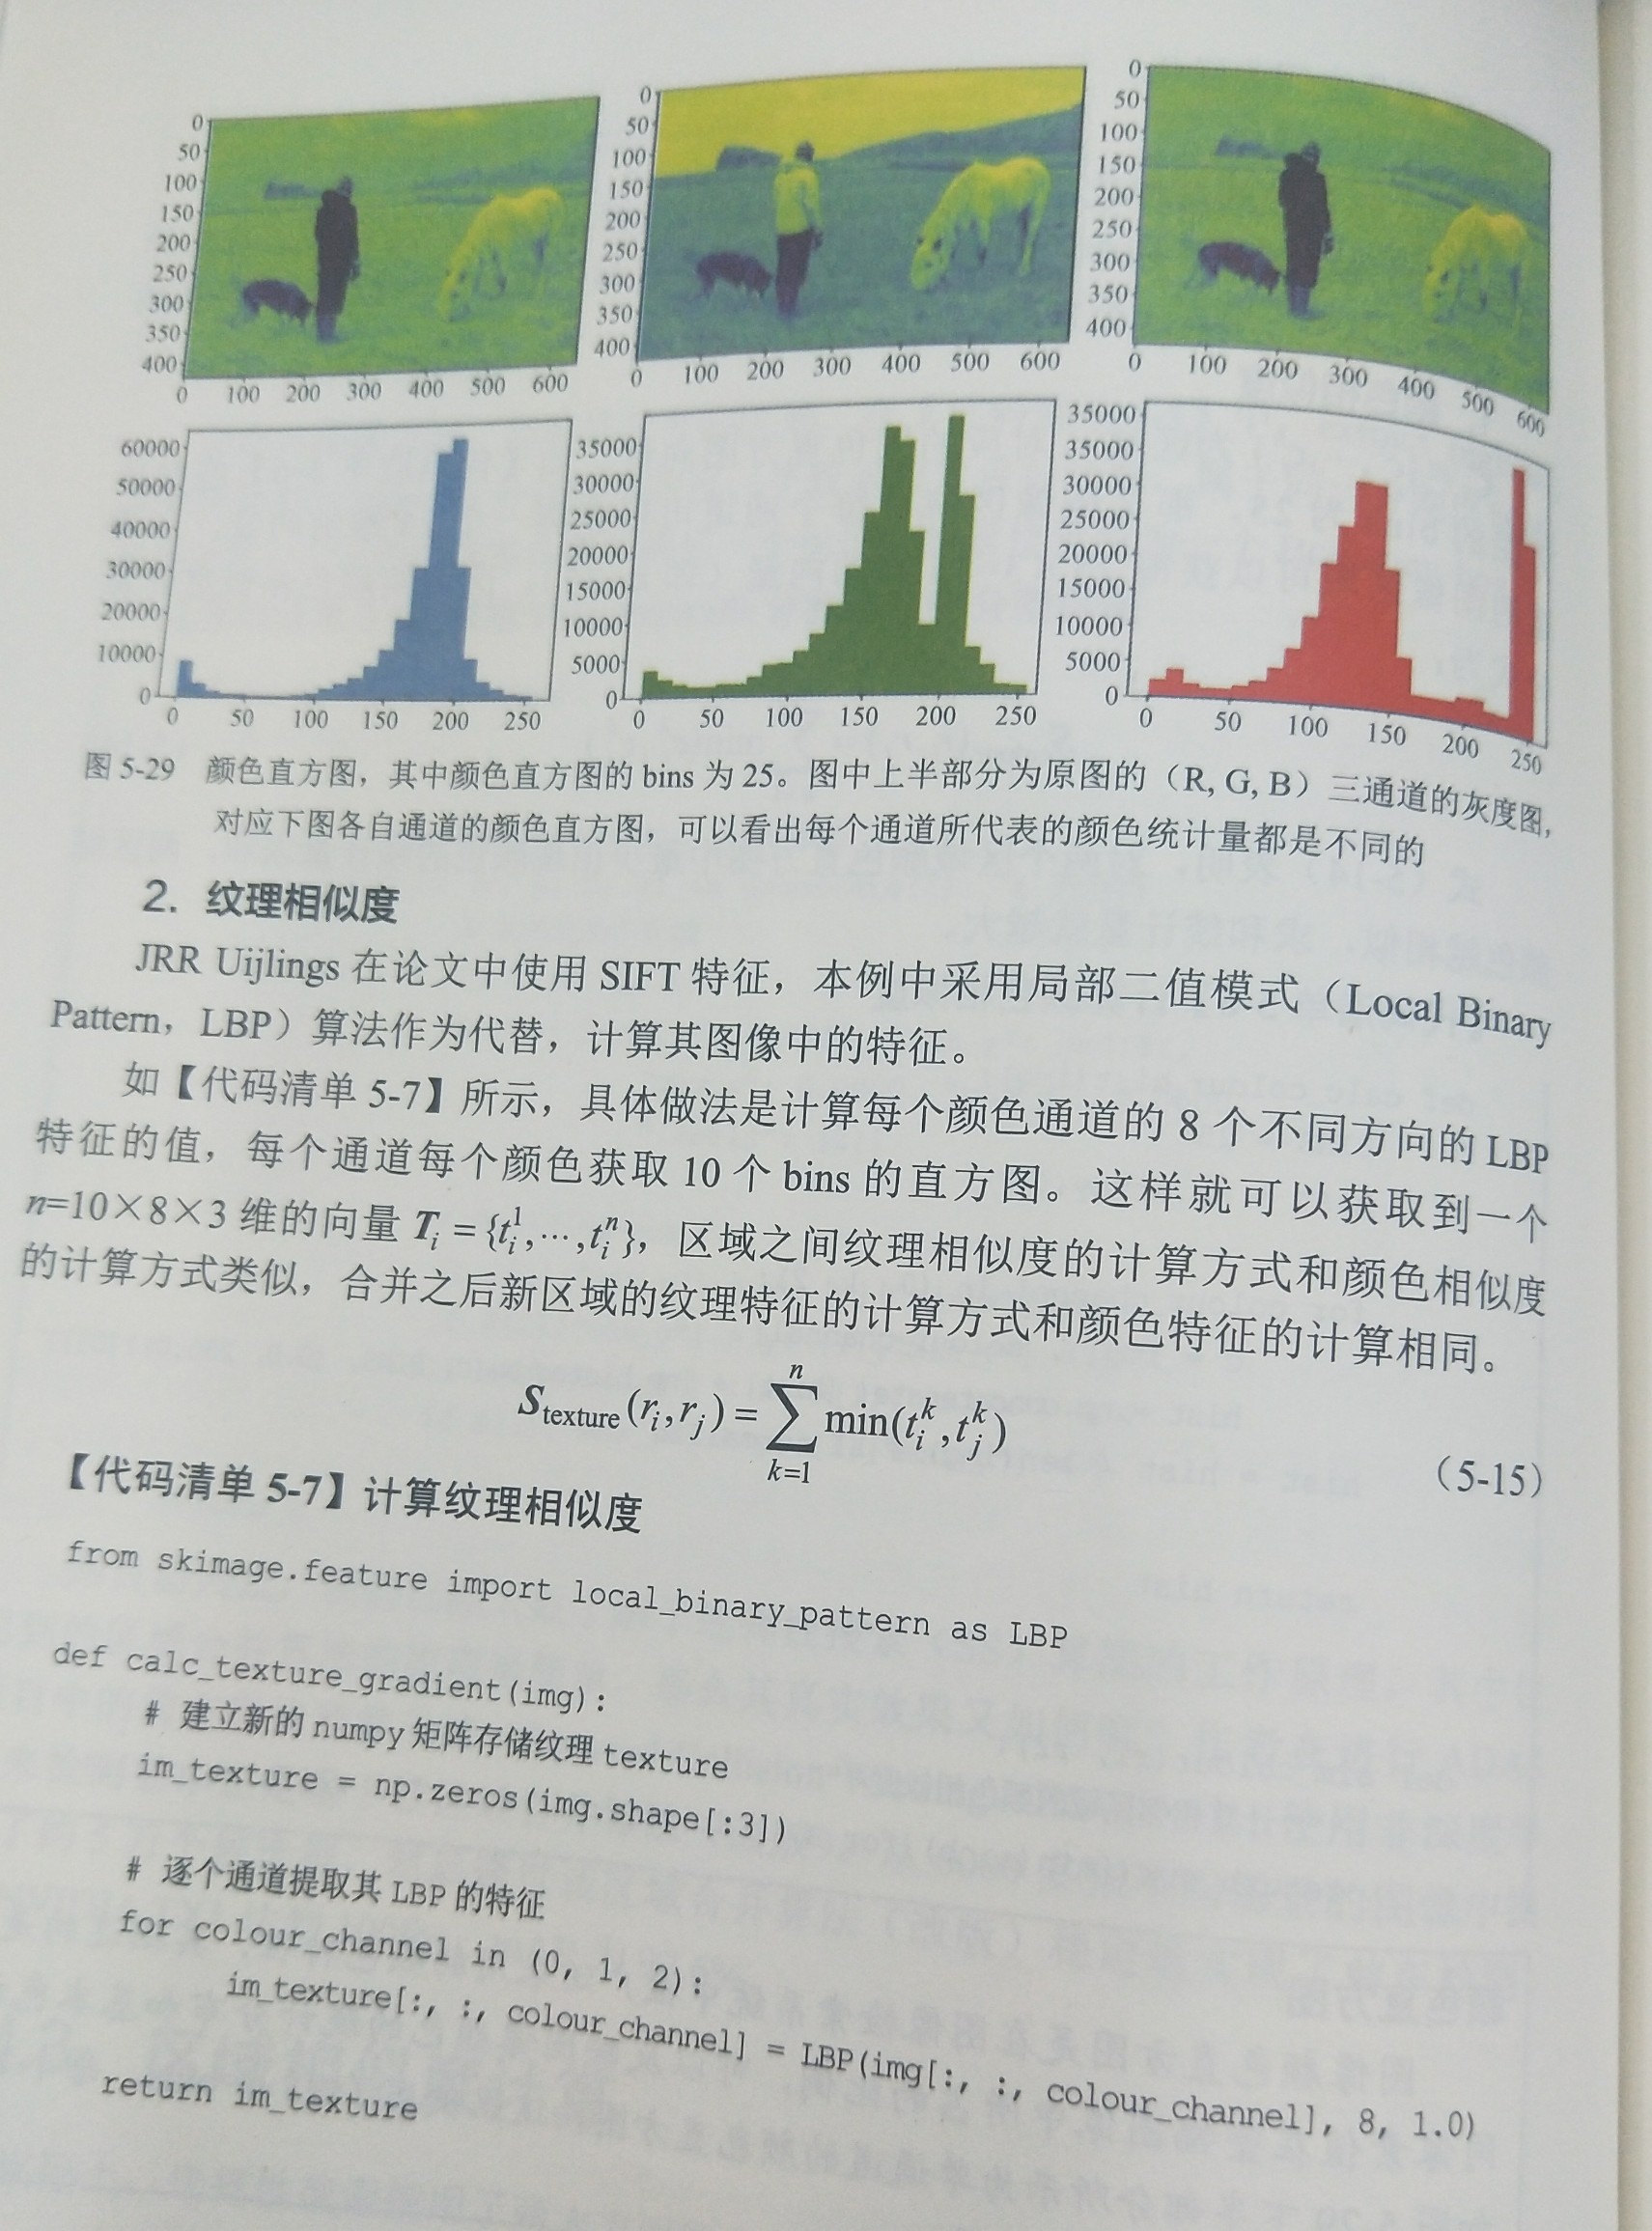 0
50
100
150
200
250
300
350
400
0 100 200 300 400 500 600
0
50
100
150
200
250
300
350
400
0 100 200 300 400 500 600
0
50
100
150
200
250
300
350
400
0 100 200 300 400 500 600
60000
50000
40000
30000
20000
10000
0
0 50 100 150 200 250
35000
30000
25000
20000
15000
10000
5000
0
0 50 100 150 200 250
35000
35000
30000
25000
20000
15000
10000
5000
0
0 50 100 150 200 250
图 5-29 颜色直方图，其中颜色直方图的 bins 为 25。图中上半部分为原图的（R, G, B）三通道的灰度图，
对应下图各自通道的颜色直方图，可以看出每个通道所代表的颜色统计量都是不同的
2. 纹理相似度
JRR Uijlings 在论文中使用 SIFT 特征，本例中采用局部二值模式（Local Binary
Pattern，LBP）算法作为代替，计算其图像中的特征。
如【代码清单 5-7】所示，具体做法是计算每个颜色通道的 8 个不同方向的 LBP
特征的值，每个通道每个颜色获取 10 个 bins 的直方图。这样就可以获取到一个
n=10×8×3 维的向量 T_i = {t_i^1,⋯,t_i^n}，区域之间纹理相似度的计算方式和颜色相似度
的计算方式类似，合并之后新区域的纹理特征的计算方式和颜色特征的计算相同。
S_texture(r_i, r_j) = ∑_{k=1}^{n} min(t_i^k, t_j^k) （5-15）
【代码清单 5-7】计算纹理相似度
from skimage.feature import local_binary_pattern as LBP
def calc_texture_gradient(img):
# 建立新的 numpy 矩阵存储纹理 texture
im_texture = np.zeros(img.shape[:3])
# 逐个通道提取其 LBP 的特征
for colour_channel in (0, 1, 2):
im_texture[:, :, colour_channel] = LBP(img[:, :, colour_channel], 8, 1.0)
return im_texture